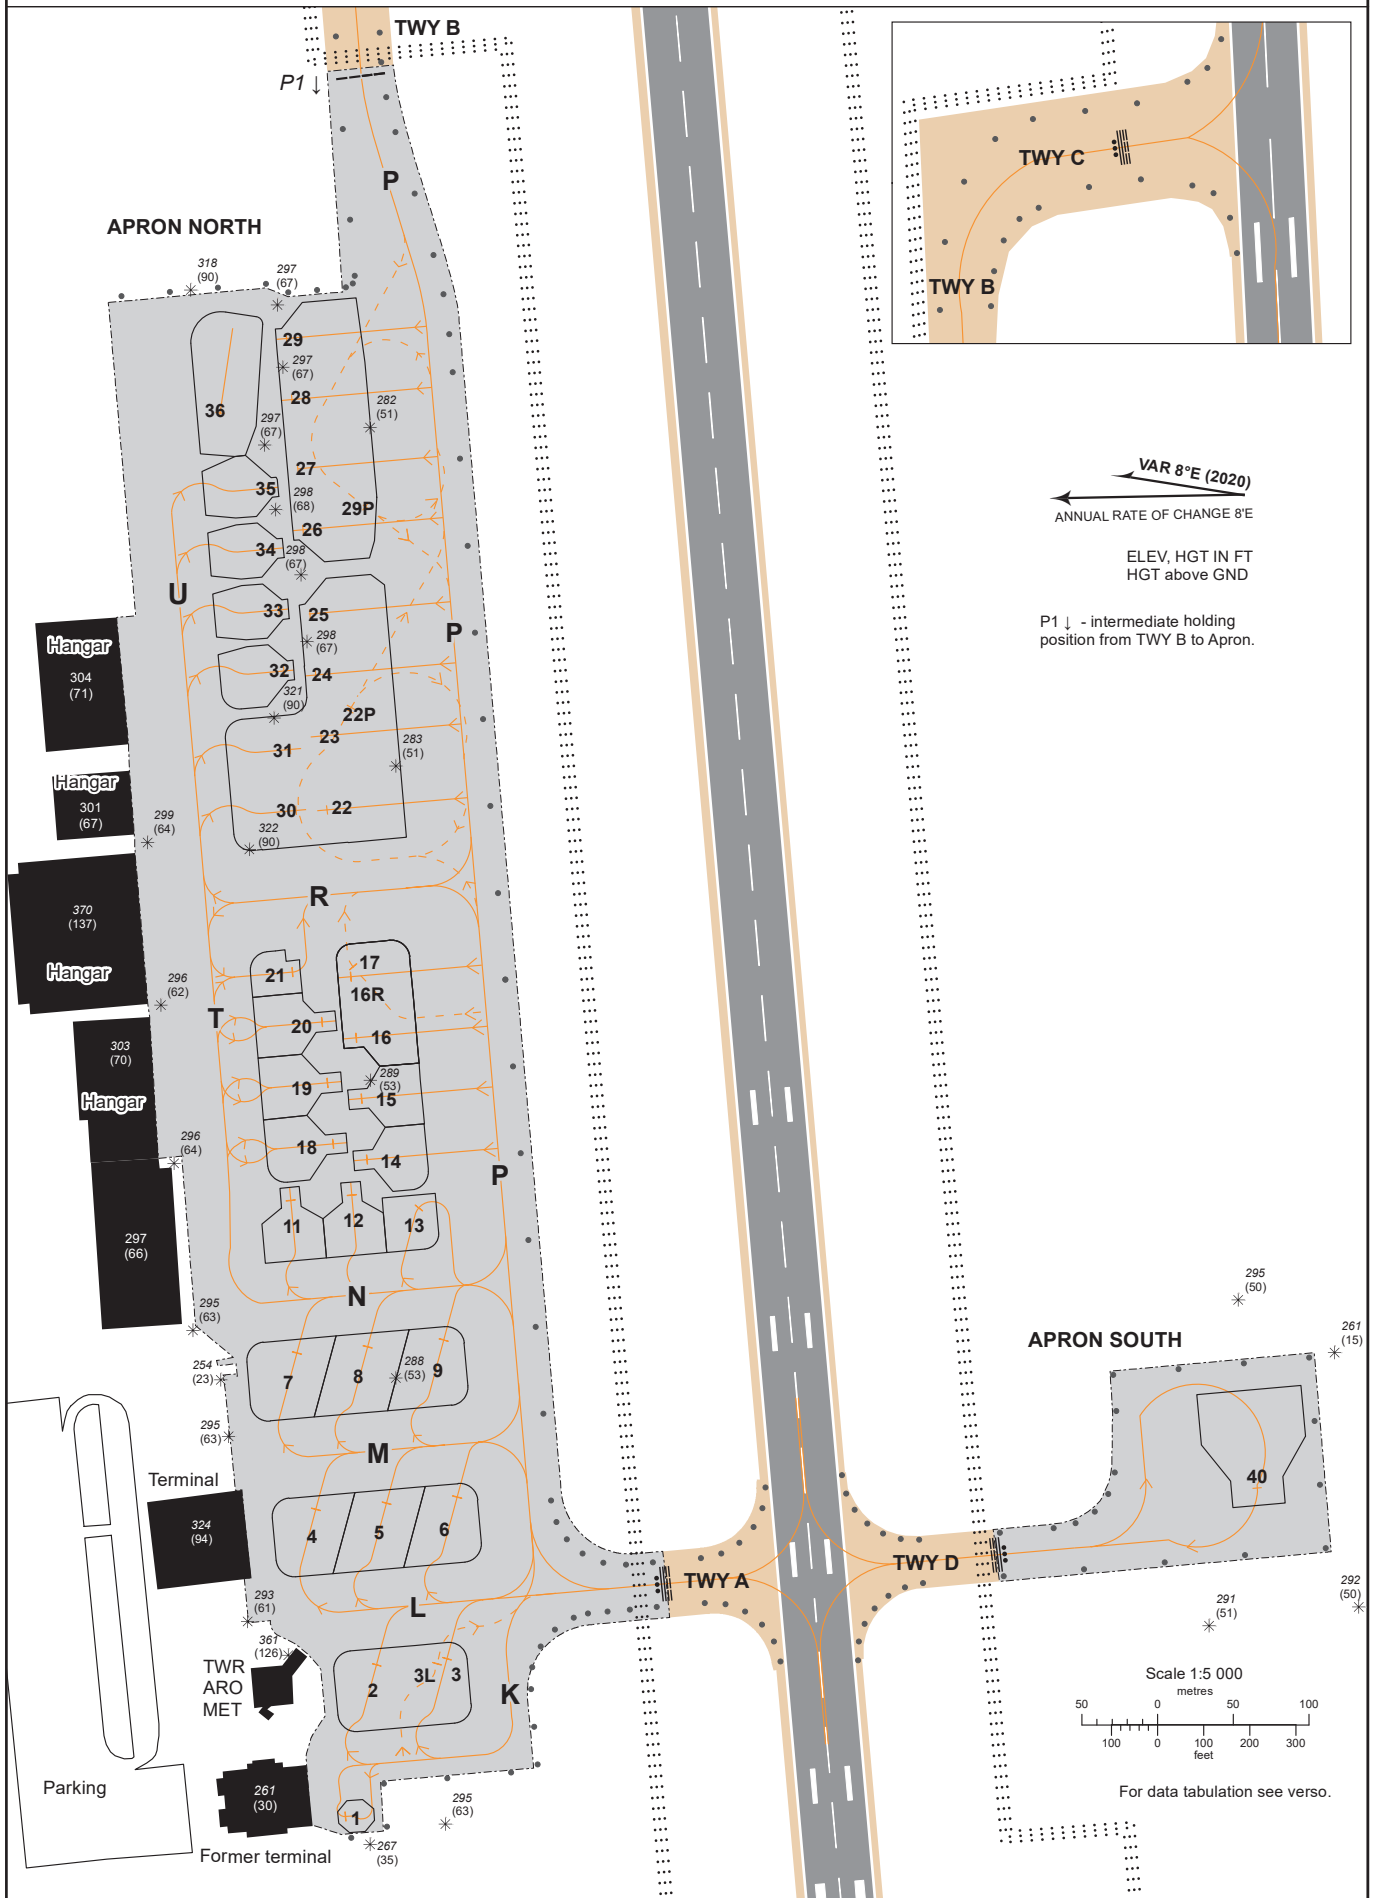 TWY B
P1 ↓
P
APRON NORTH
318
(90)
297
(67)
29
297
(67)
28
282
(51)
36
297
(67)
27
35
298
(68)
29P
26
34
298
(67)
U
33
25
P
298
(67)
32
24
321
(90)
22P
23
31
283
(51)
30
22
322
(90)
Hangar
304
(71)
Hangar
301
(67)
299
(64)
R
370
(137)
Hangar
296
(62)
17
21
16R
T
20
16
303
(70)
Hangar
289
(53)
19
15
296
(64)
18
14
P
297
(66)
11
12
13
N
295
(63)
254
(23)
7
8
288
(53)
9
295
(63)
M
Terminal
324
(94)
4
5
6
293
(61)
L
361
(126)
TWR
ARO
MET
2
3L
3
K
Parking
261
(30)
1
295
(63)
Former terminal
267
(35)
TWY A
TWY D
TWY C
TWY B
VAR 8°E (2020)
ANNUAL RATE OF CHANGE 8'E
ELEV, HGT IN FT
HGT above GND
P1 ↓ - intermediate holding
position from TWY B to Apron.
295
(50)
261
(15)
APRON SOUTH
40
291
(51)
292
(50)
Scale 1:5 000
metres
50 0 50 100
100 0 100 200 300
feet
For data tabulation see verso.